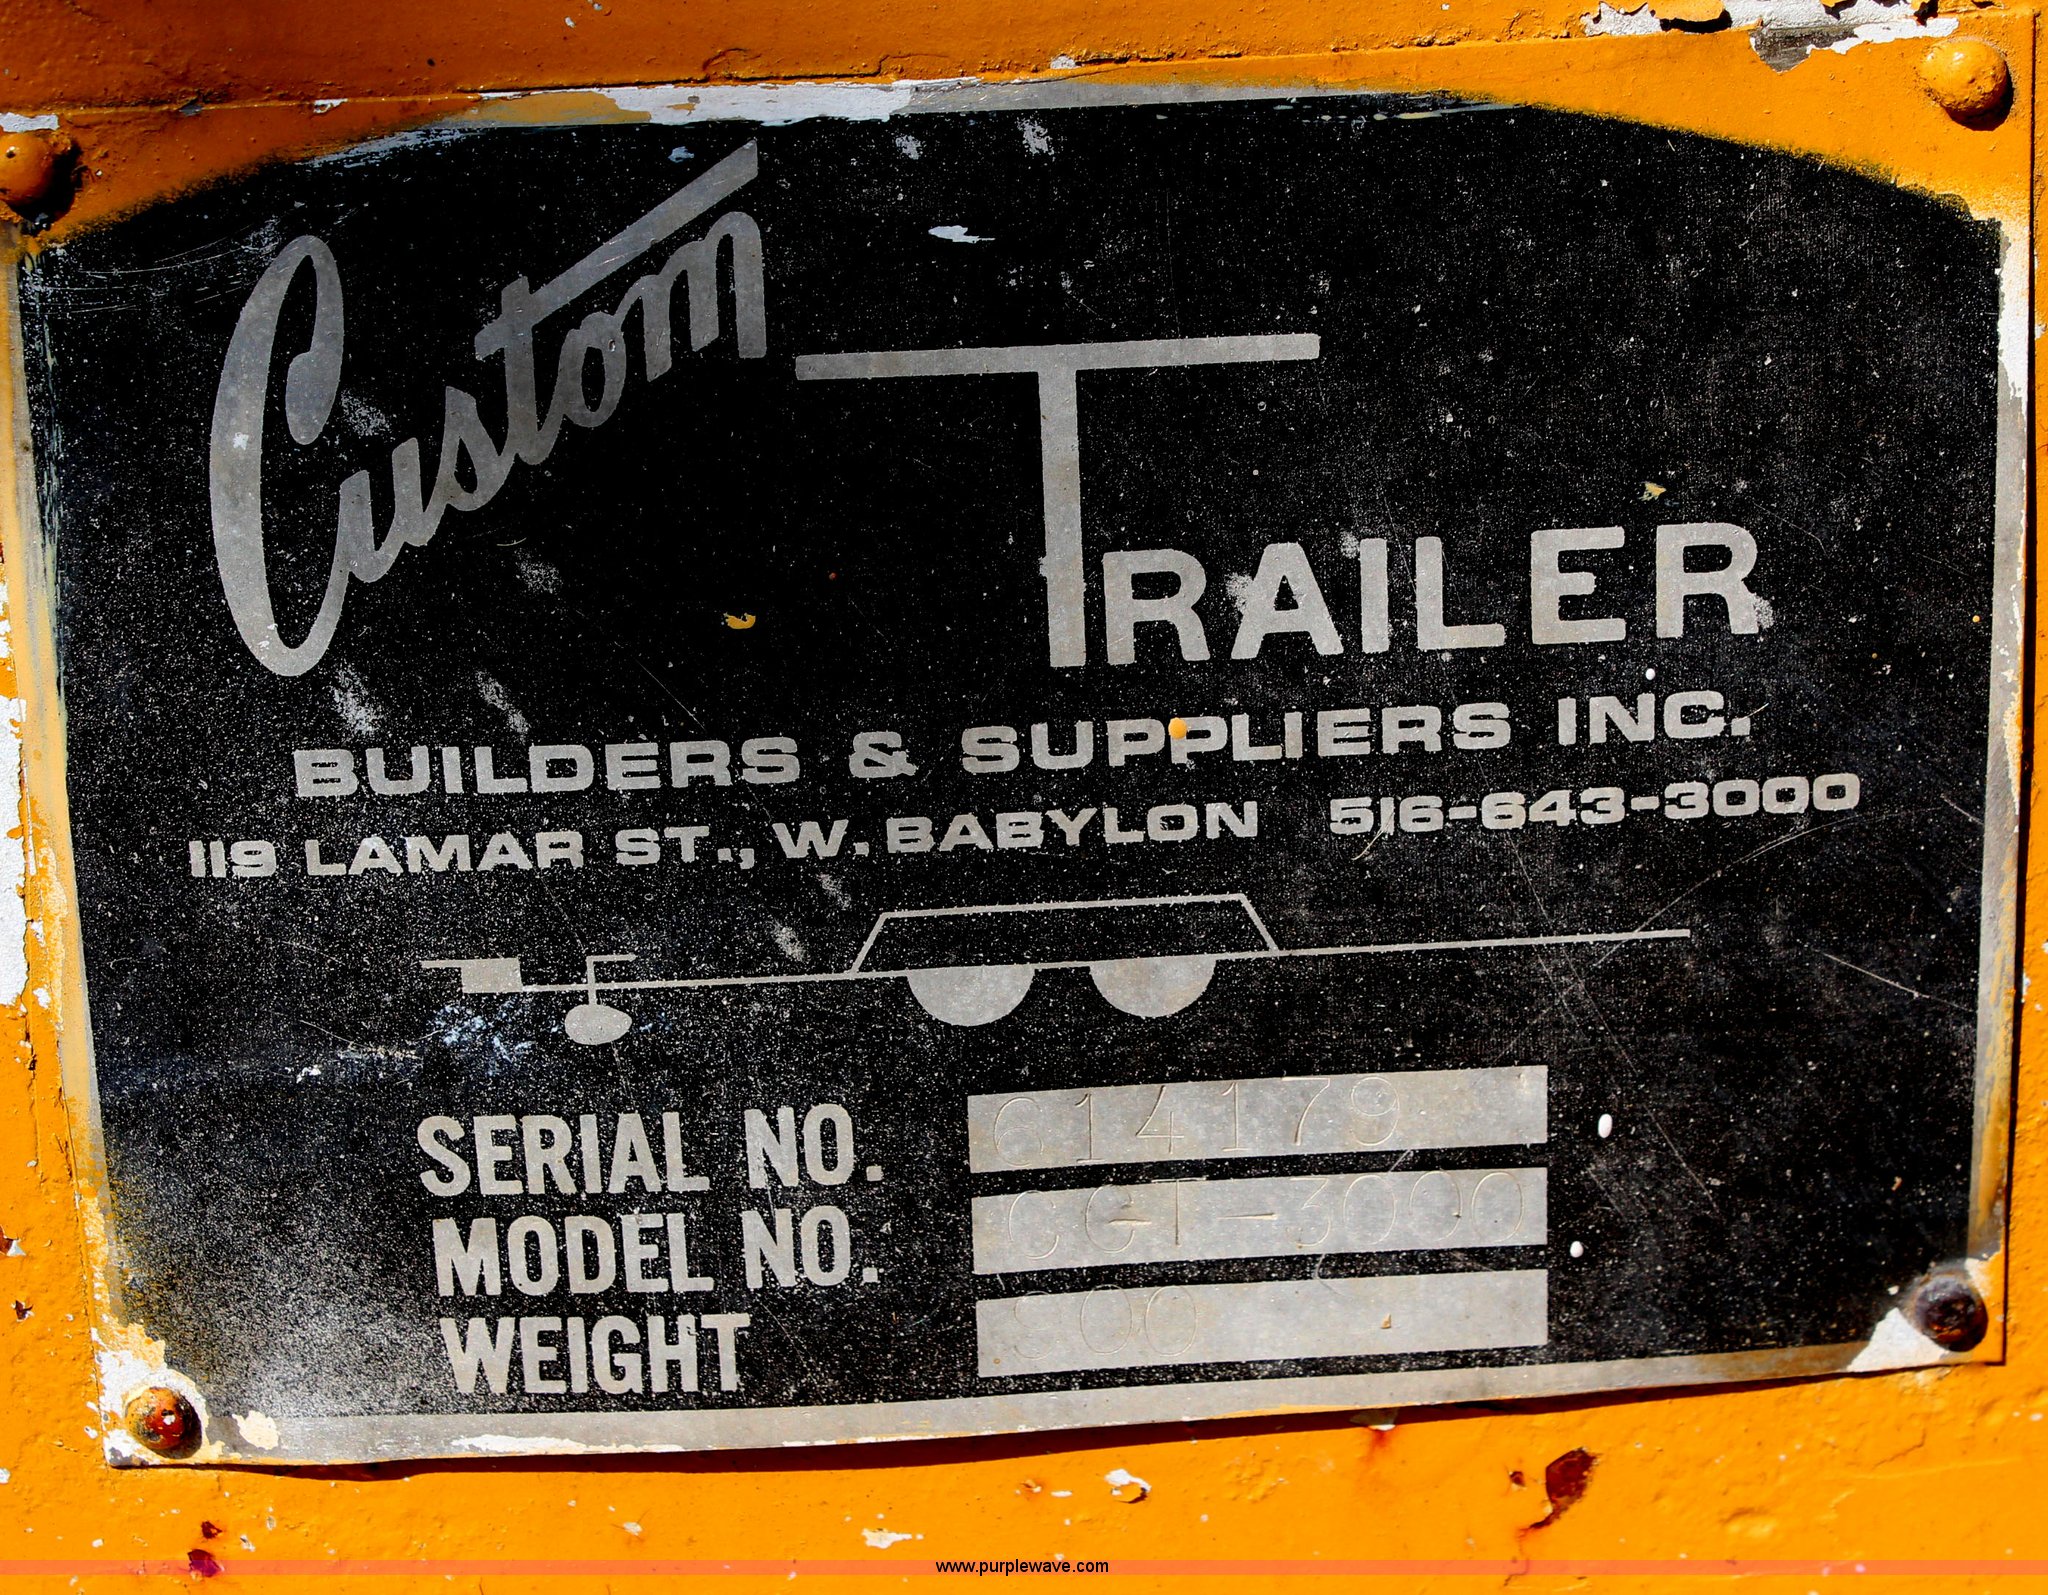 Custom TRAILER
BUILDERS & SUPPLIERS INC.
119 LAMAR ST., W. BABYLON 516-643-3000
SERIAL NO. 614179
MODEL NO. CGT-3000
WEIGHT 900
www.purplewave.com